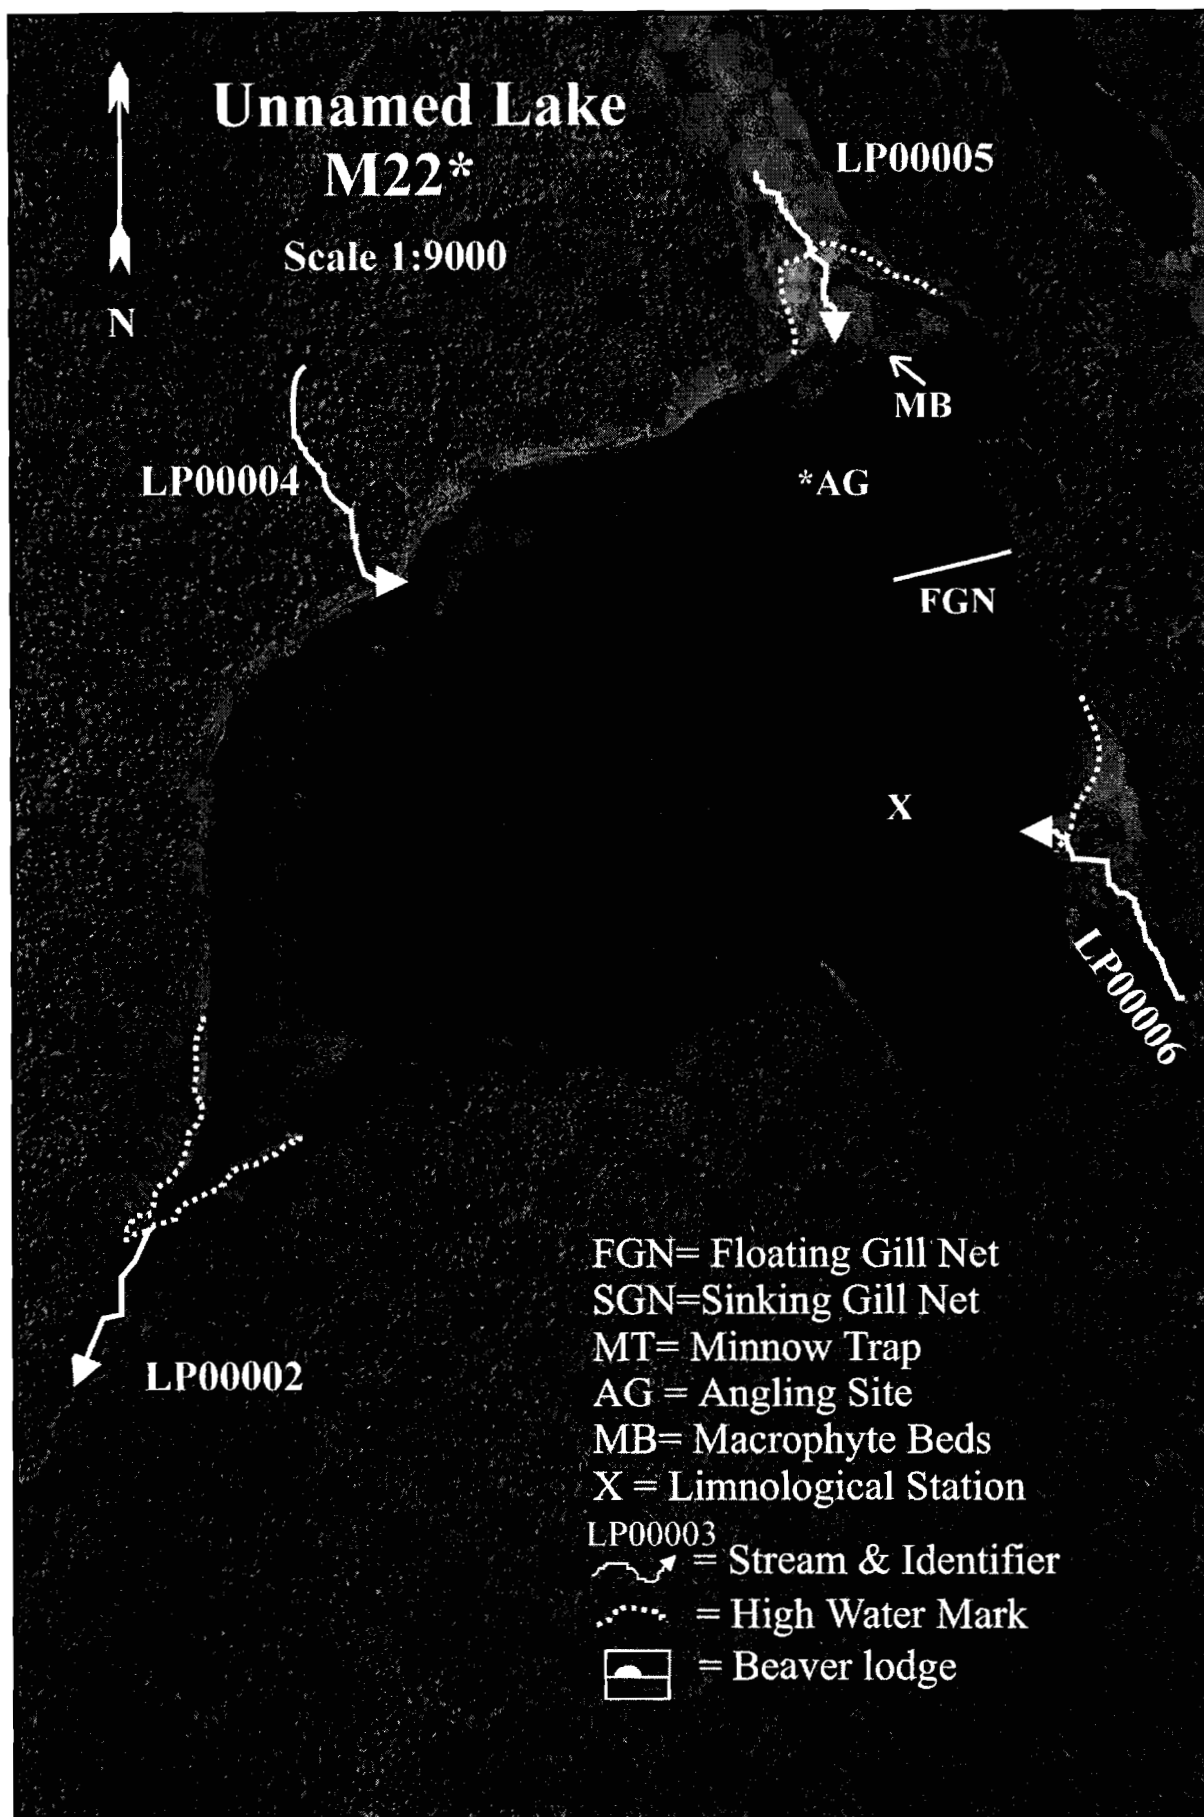 Unnamed Lake
M22*
Scale 1:9000
N
LP00005
MB
LP00004
*AG
FGN
X
LP00006
LP00002
FGN= Floating Gill Net
SGN=Sinking Gill Net
MT= Minnow Trap
AG = Angling Site
MB= Macrophyte Beds
X = Limnological Station
LP00003
= Stream & Identifier
= High Water Mark
= Beaver lodge